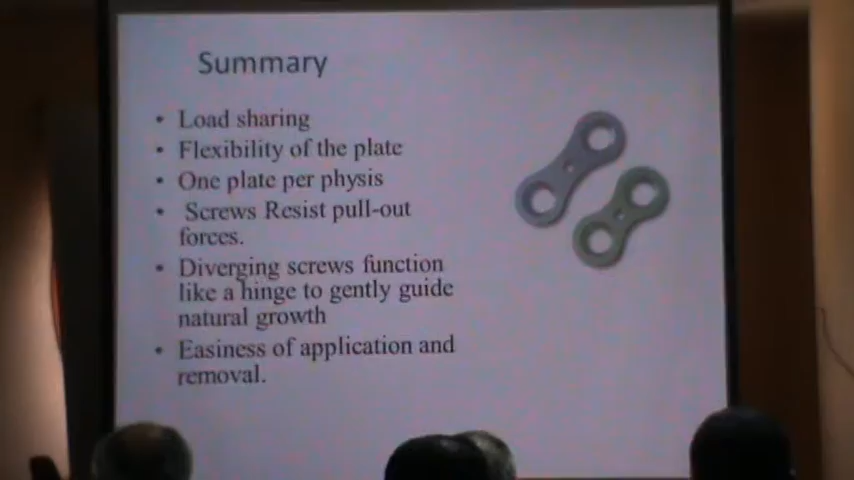 Summary
• Load sharing
• Flexibility of the plate
• One plate per physis
• Screws Resist pull-out
forces.
• Diverging screws function
like a hinge to gently guide
natural growth
• Easiness of application and
removal.